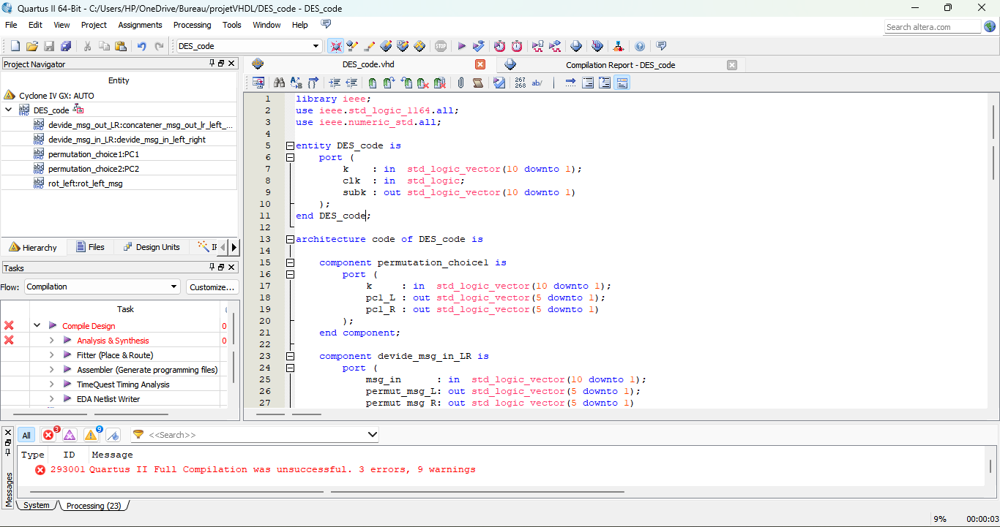 Quartus II 64-Bit - C:/Users/HP/OneDrive/Bureau/projetVHDL/DES_code - DES_code
File Edit View Project Assignments Processing Tools Window Help
Search altera.com
DES_code
STOP
Project Navigator
Entity
Cyclone IV GX: AUTO
DES_code
devide_msg_out_LR:concatener_msg_out_lr_left_...
devide_msg_in_LR:devide_msg_in_left_right
permutation_choice1:PC1
permutation_choice2:PC2
rot_left:rot_left_msg
Hierarchy Files Design Units
Tasks
Flow: Compilation Customize...
Task
Compile Design 0
Analysis & Synthesis 0
Fitter (Place & Route)
Assembler (Generate programming files)
TimeQuest Timing Analysis
EDA Netlist Writer
DES_code.vhd
Compilation Report - DES_code
267
268
ab/
1 library ieee;
2 use ieee.std_logic_1164.all;
3 use ieee.numeric_std.all;
4
5 entity DES_code is
6 port (
7 k : in std_logic_vector(10 downto 1);
8 clk : in std_logic;
9 subk : out std_logic_vector(10 downto 1)
10 );
11 end DES_code;
12
13 architecture code of DES_code is
14
15 component permutation_choice1 is
16 port (
17 k : in std_logic_vector(10 downto 1);
18 pc1_L : out std_logic_vector(5 downto 1);
19 pc1_R : out std_logic_vector(5 downto 1)
20 );
21 end component;
22
23 component devide_msg_in_LR is
24 port (
25 msg_in : in std_logic_vector(10 downto 1);
26 permut_msg_L: out std_logic_vector(5 downto 1);
27 permut_msg_R: out std_logic_vector(5 downto 1)
Messages
All 3 9 <<Search>>
Type ID Message
293001 Quartus II Full Compilation was unsuccessful. 3 errors, 9 warnings
System Processing (23)
9% 00:00:03